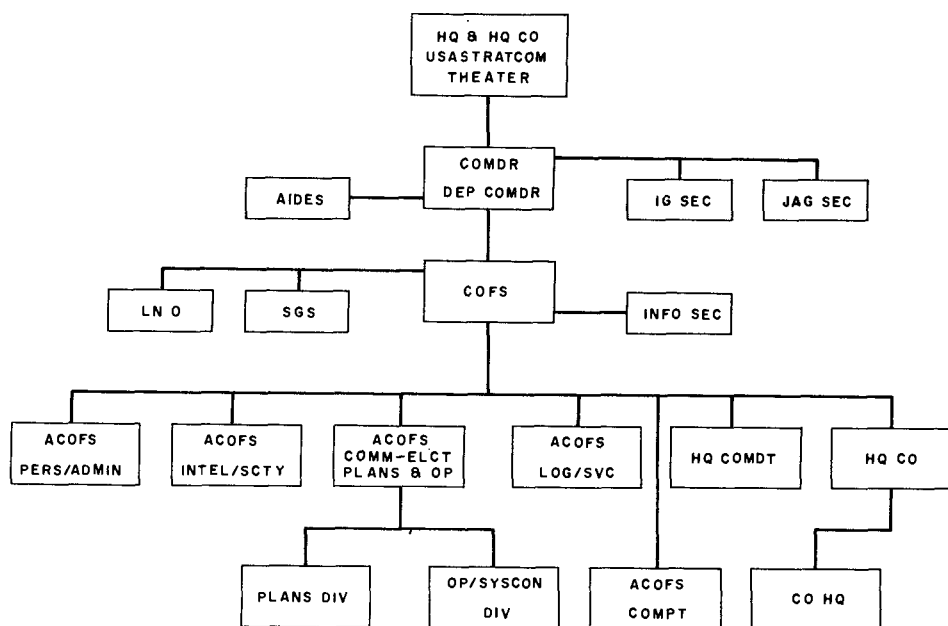 HQ & HQ CO
USASTRATCOM
THEATER
COMDR
DEP COMDR
AIDES
IG SEC
JAG SEC
COFS
LN O
SGS
INFO SEC
ACOFS
PERS/ADMIN
ACOFS
INTEL/SCTY
ACOFS
COMM-ELCT
PLANS & OP
ACOFS
LOG/SVC
HQ COMDT
HQ CO
PLANS DIV
OP/SYSCON
DIV
ACOFS
COMPT
CO HQ